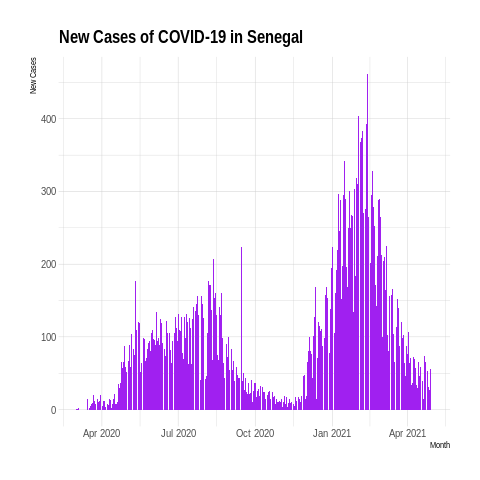 New Cases of COVID-19 in Senegal
New Cases
400
300
200
100
0
Apr 2020 Jul 2020 Oct 2020 Jan 2021 Apr 2021
Month